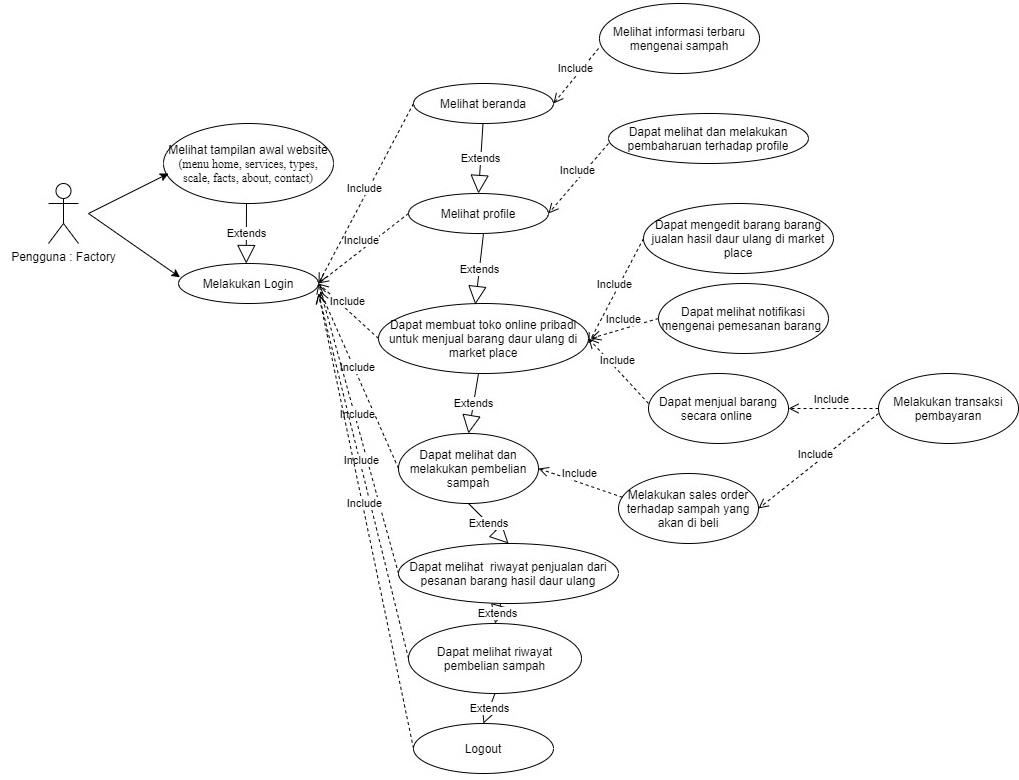 Melihat informasi terbaru
mengenai sampah
Include
Melihat beranda
Dapat melihat dan melakukan
pembaharuan terhadap profile
Melihat tampilan awal website
(menu home, services, types,
scale, facts, about, contact)
Extends
Include
Include
Melihat profile
Pengguna : Factory
Extends
Include
Dapat mengedit barang barang
jualan hasil daur ulang di market
place
Extends
Melakukan Login
Include
Include
Dapat melihat notifikasi
mengenai pemesanan barang
Include
Dapat membuat toko online pribadi
untuk menjual barang daur ulang di
market place
Include
Include
Extends
Dapat menjual barang
secara online
Include
Melakukan transaksi
pembayaran
Include
Dapat melihat dan
melakukan pembelian
sampah
Include
Include
Include
Melakukan sales order
terhadap sampah yang
akan di beli
Include
Extends
Dapat melihat  riwayat penjualan dari
pesanan barang hasil daur ulang
Extends
Dapat melihat riwayat
pembelian sampah
Extends
Logout